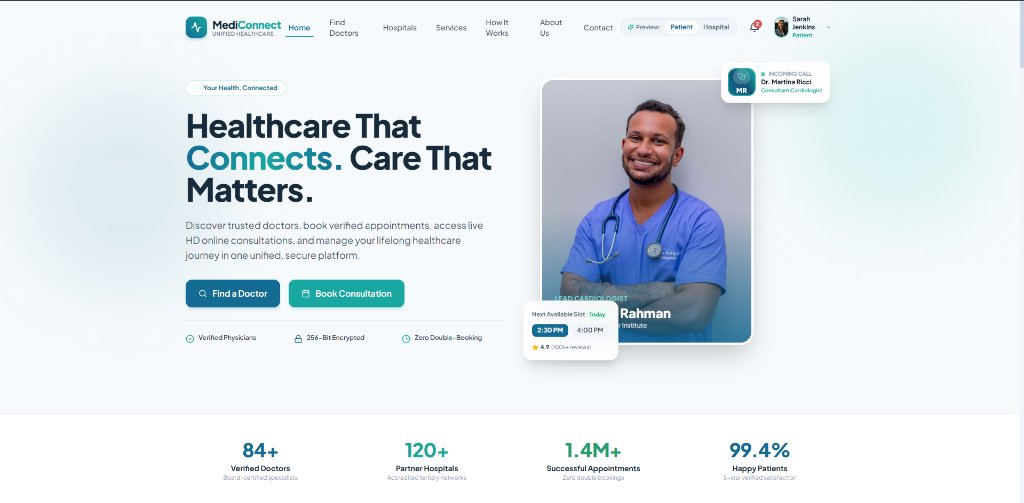 MediConnect
UNIFIED HEALTHCARE
Home
Find
Doctors
Hospitals
Services
How It
Works
About
Us
Contact
Preview:
Patient
Hospital
2
Sarah
Jenkins
Patient
Your Health, Connected
Healthcare That
Connects. Care That
Matters.
Discover trusted doctors, book verified appointments, access live
HD online consultations, and manage your lifelong healthcare
journey in one unified, secure platform.
Find a Doctor
Book Consultation
Verified Physicians
256-Bit Encrypted
Zero Double-Booking
MR
INCOMING CALL
Dr. Martina Ricci
Consultant Cardiologist
LEAD CARDIOLOGIST
Rahman
r Institute
Next Available Slot
Today
2:30 PM
4:00 PM
4.9 (100k+ reviews)
84+
Verified Doctors
Board-certified specialists
120+
Partner Hospitals
Accredited tertiary networks
1.4M+
Successful Appointments
Zero double bookings
99.4%
Happy Patients
5-star verified satisfaction